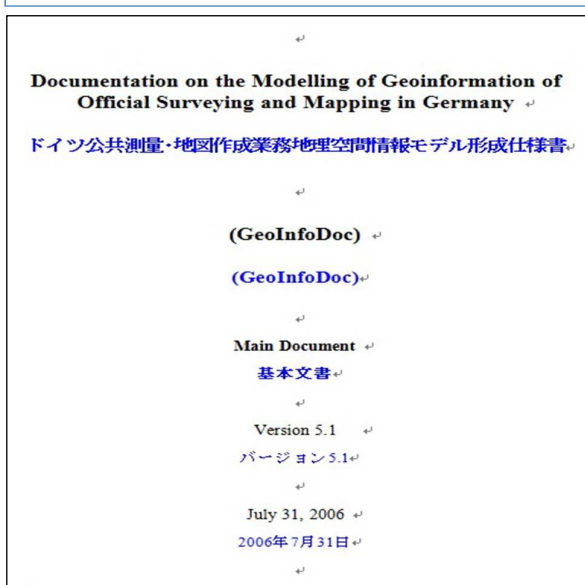 Documentation on the Modelling of Geoinformation of
Official Surveying and Mapping in Germany
ドイツ公共測量・地図作成業務地理空間情報モデル形成仕様書
(GeoInfoDoc)
(GeoInfoDoc)
Main Document
基本文書
Version 5.1
バージョン5.1
July 31, 2006
2006年7月31日